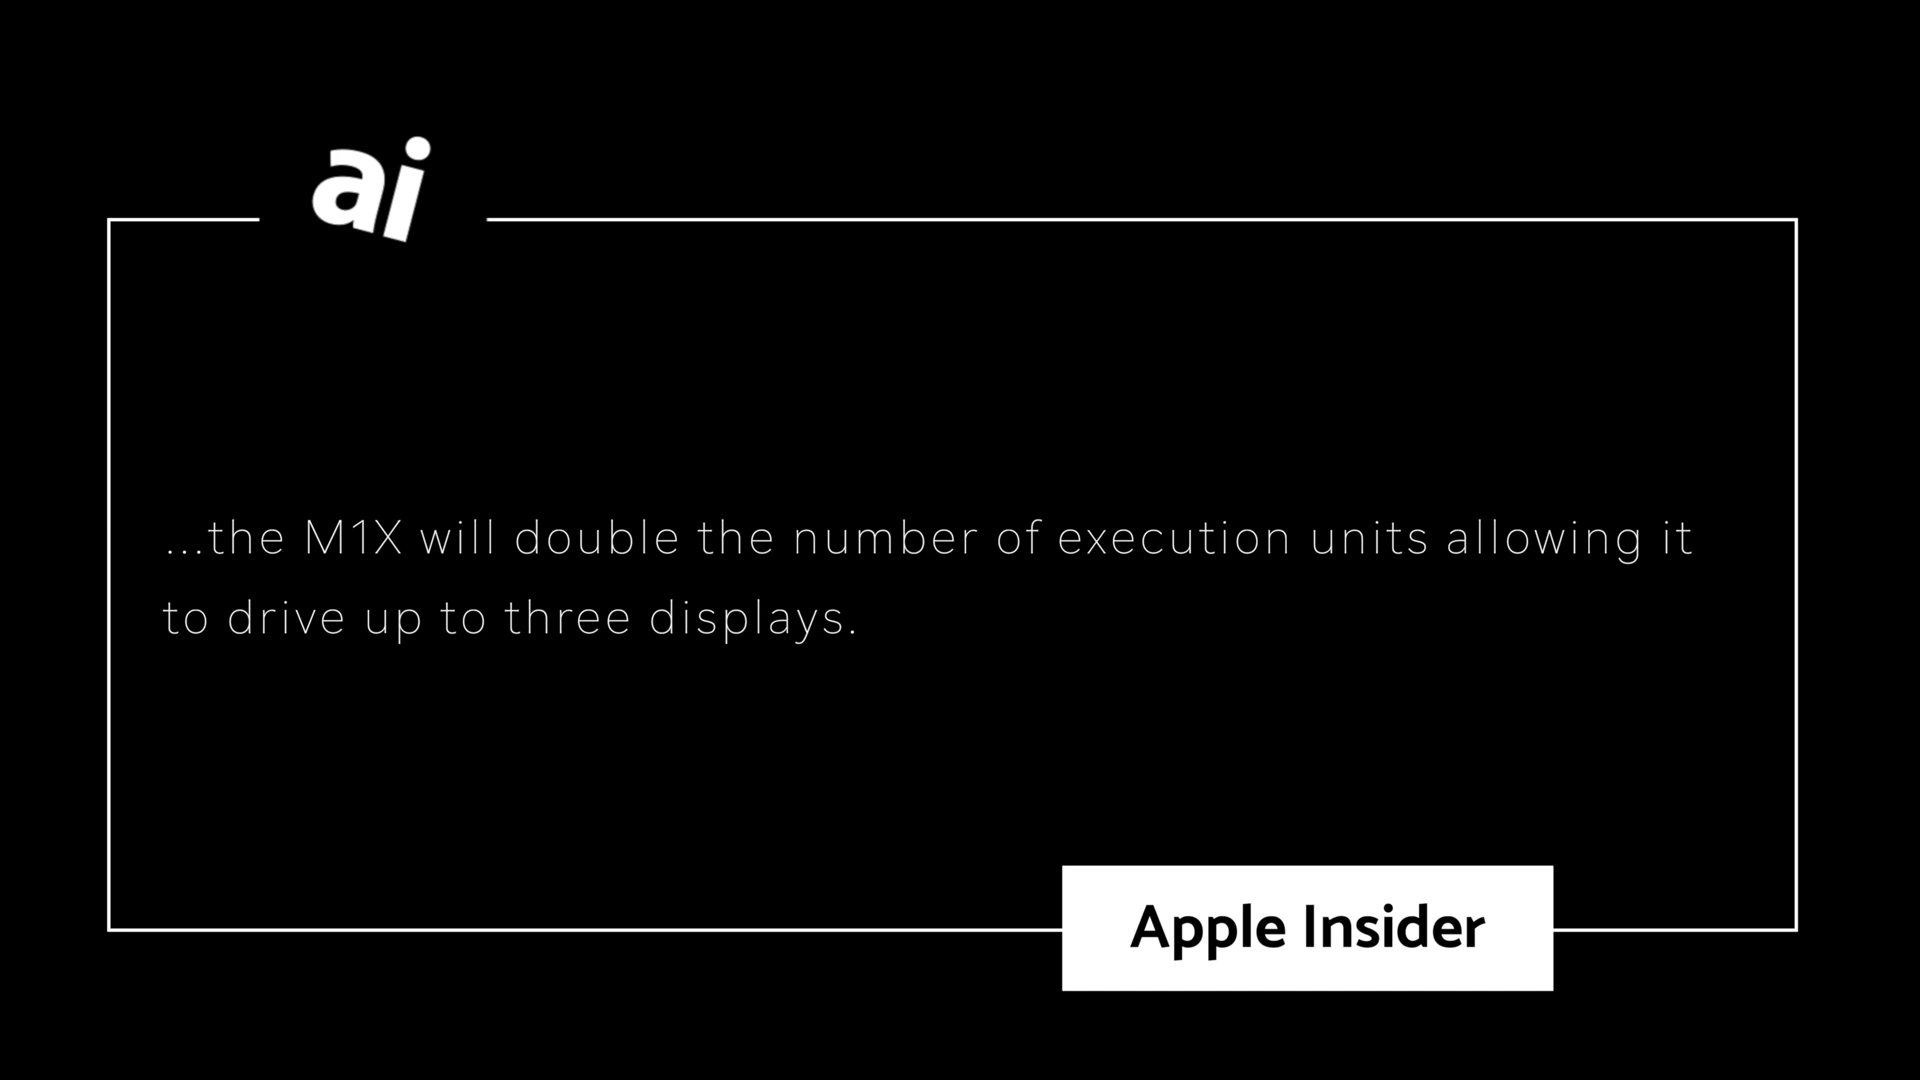 ai
...the M1X will double the number of execution units allowing it
to drive up to three displays.
Apple Insider